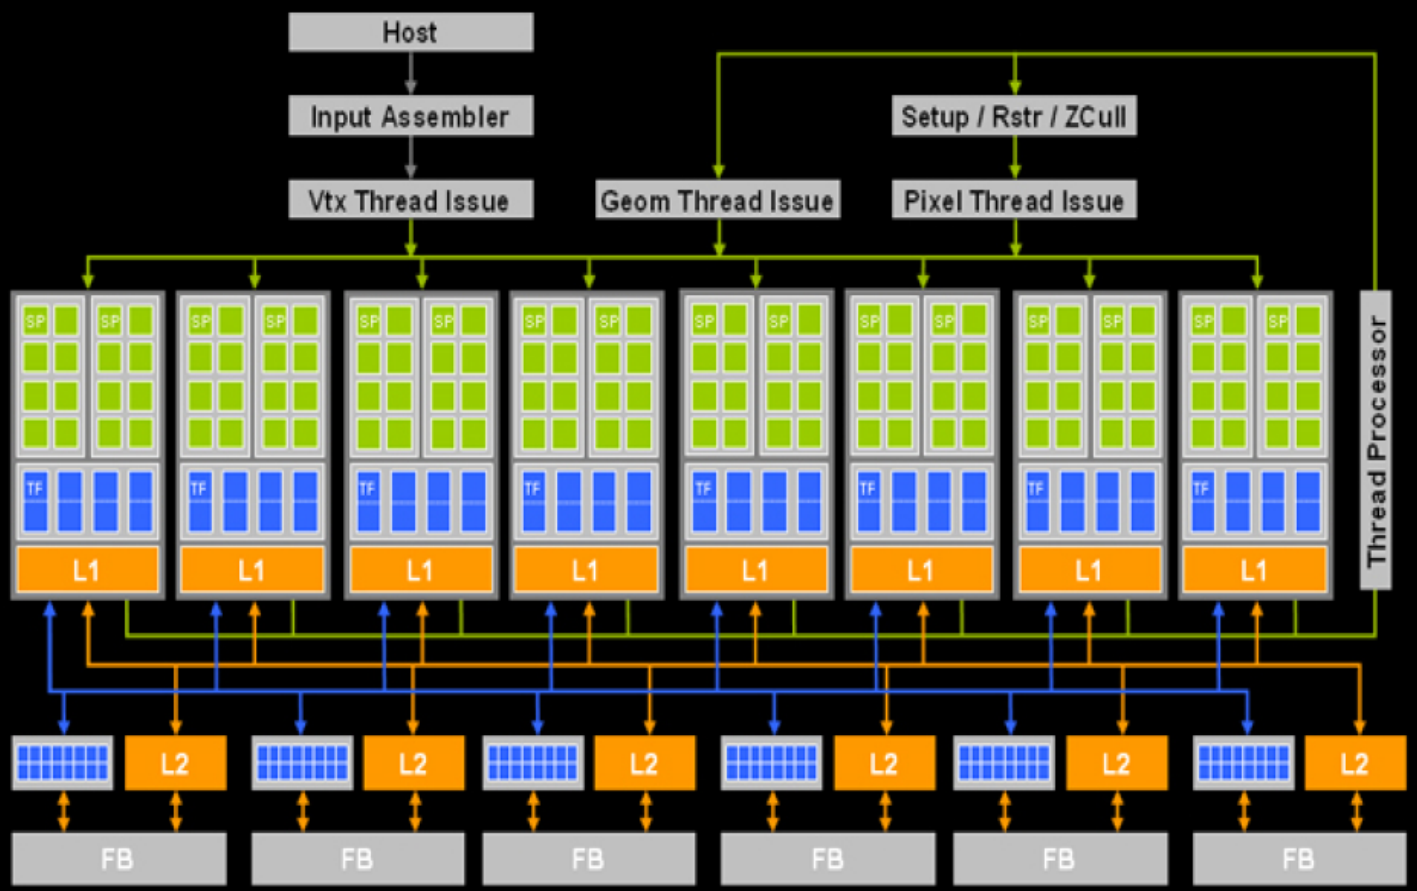 Host
Input Assembler
Setup / Rstr / ZCull
Vtx Thread Issue
Geom Thread Issue
Pixel Thread Issue
SP SP SP SP SP SP SP SP SP SP SP SP SP SP SP SP
TF TF TF TF TF TF TF TF
Thread Processor
L1 L1 L1 L1 L1 L1 L1 L1
L2 L2 L2 L2 L2 L2
FB FB FB FB FB FB